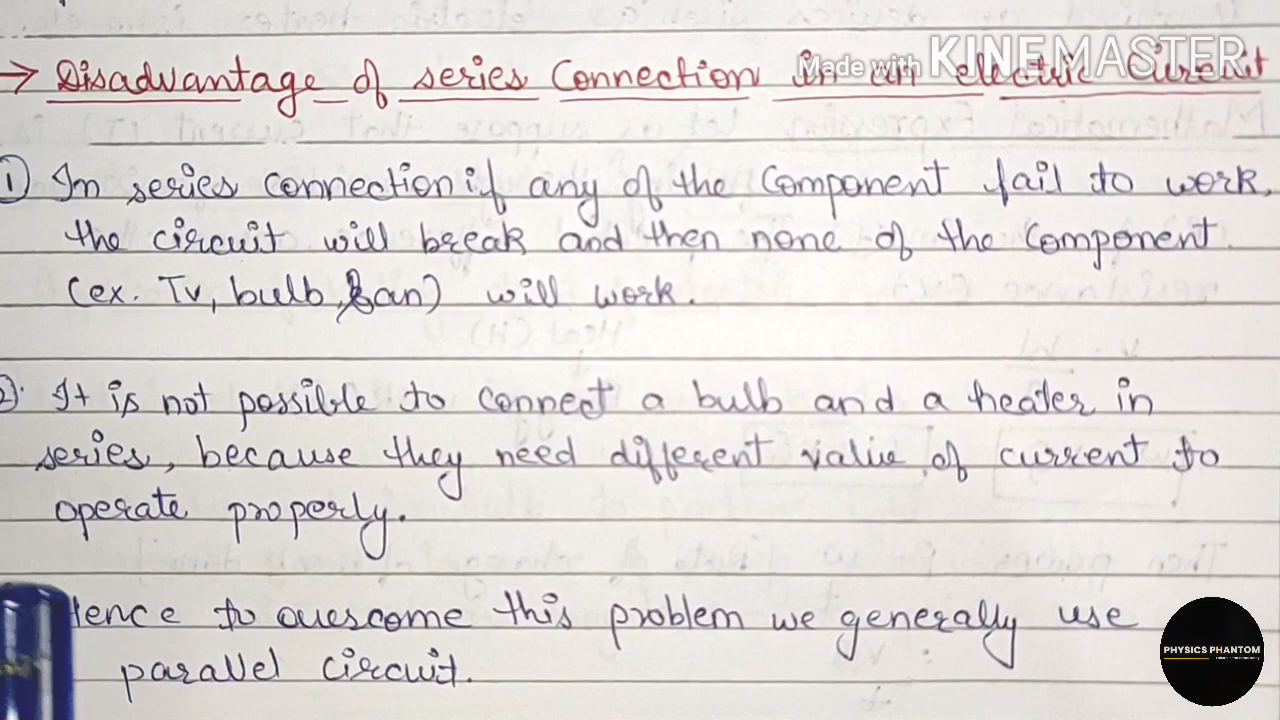 Made with KINEMASTER
→ Disadvantage of series Connection in an electric Circuit
① In series connection if any of the Component fail to work,
the circuit will break and then none of the Component
(ex. Tv, bulb, fan) will work.
2). It is not possible to connect a bulb and a heater in
series, because they need different value of current to
operate properly.
Hence to overcome this problem we generally use
parallel circuit.
PHYSICS PHANTOM